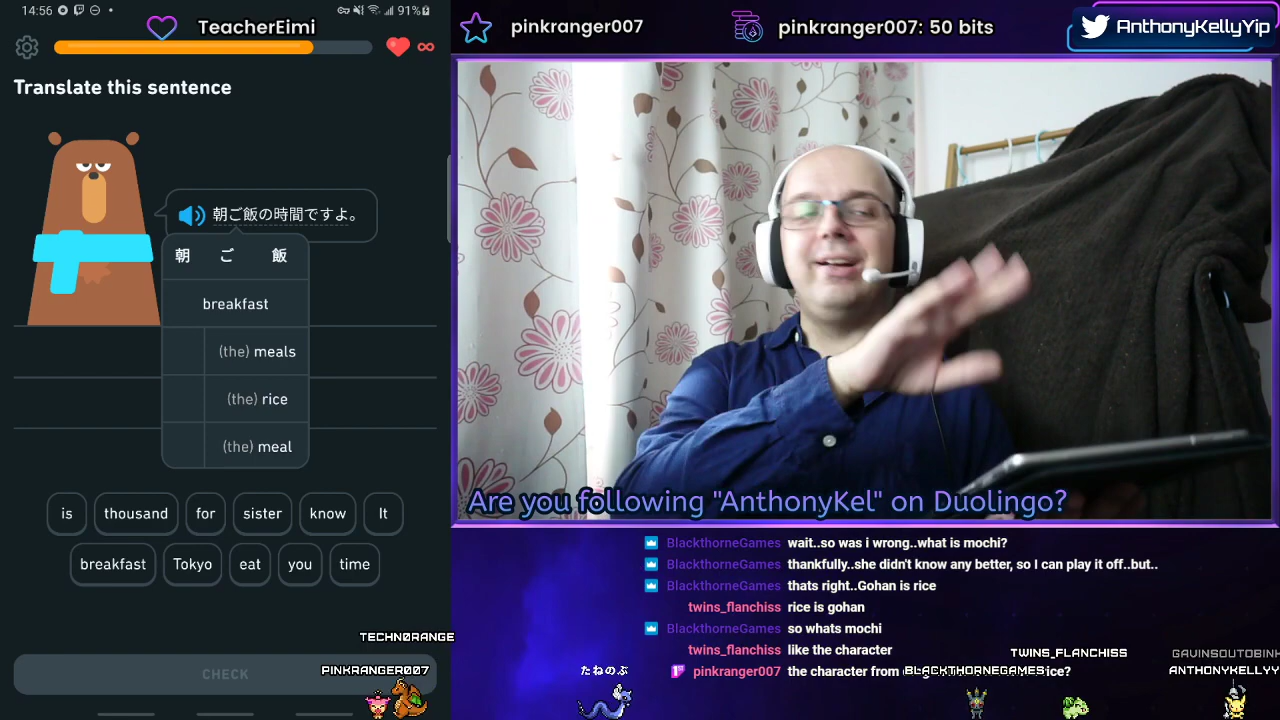 14:56
91%
TeacherEimi
∞
Translate this sentence
朝ご飯の時間ですよ。
朝 ご 飯
breakfast
(the) meals
(the) rice
(the) meal
is
thousand
for
sister
know
It
breakfast
Tokyo
eat
you
time
CHECK
TECHN0RANGE
PINKRANGER007
pinkranger007
pinkranger007: 50 bits
AnthonyKellyYip
Are you following "AnthonyKel" on Duolingo?
BlackthorneGames wait..so was i wrong..what is mochi?
BlackthorneGames thankfully..she didn't know any better, so I can play it off..but..
BlackthorneGames thats right..Gohan is rice
twins_flanchiss rice is gohan
BlackthorneGames so whats mochi
twins_flanchiss like the character
pinkranger007 the character from
たねのぶ
BLACKTHORNEGAMES
TWINS_FLANCHISS
GAVINSOUTOBIN
ANTHONYKELLYY